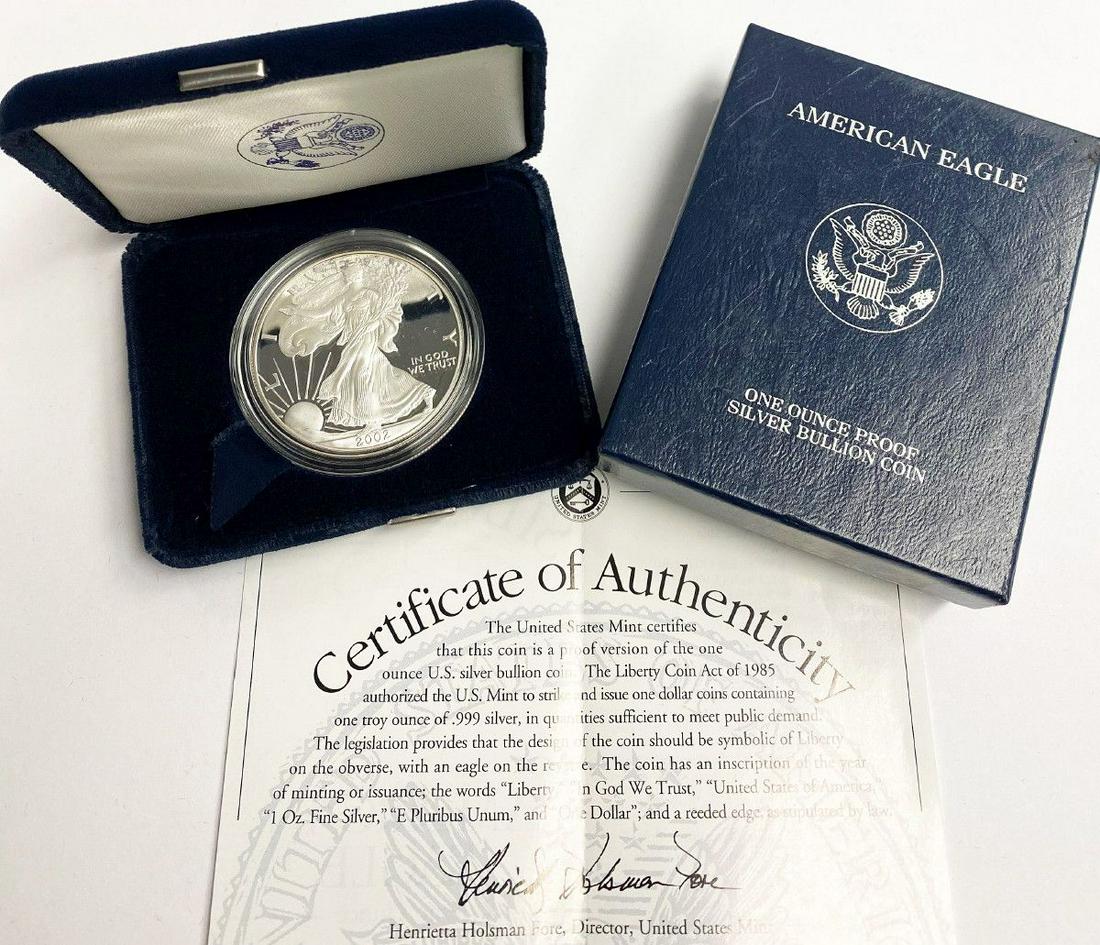 LIBERTY
IN GOD
WE TRUST
2002
AMERICAN EAGLE
ONE OUNCE PROOF
SILVER BULLION COIN
UNITED STATES MINT
Certificate of Authenticity
The United States Mint certifies
that this coin is a proof version of the one
ounce U.S. silver bullion coin. The Liberty Coin Act of 1985
authorized the U.S. Mint to strike and issue one dollar coins containing
one troy ounce of .999 silver, in quantities sufficient to meet public demand.
The legislation provides that the design of the coin should be symbolic of Liberty
on the obverse, with an eagle on the reverse. The coin has an inscription of the year
of minting or issuance; the words “Liberty,” “In God We Trust,” “United States of America,”
“1 Oz. Fine Silver,” “E Pluribus Unum,” and “One Dollar”; and a reeded edge, as stipulated by law.
Henrietta Holsman Fore
Henrietta Holsman Fore, Director, United States Mint